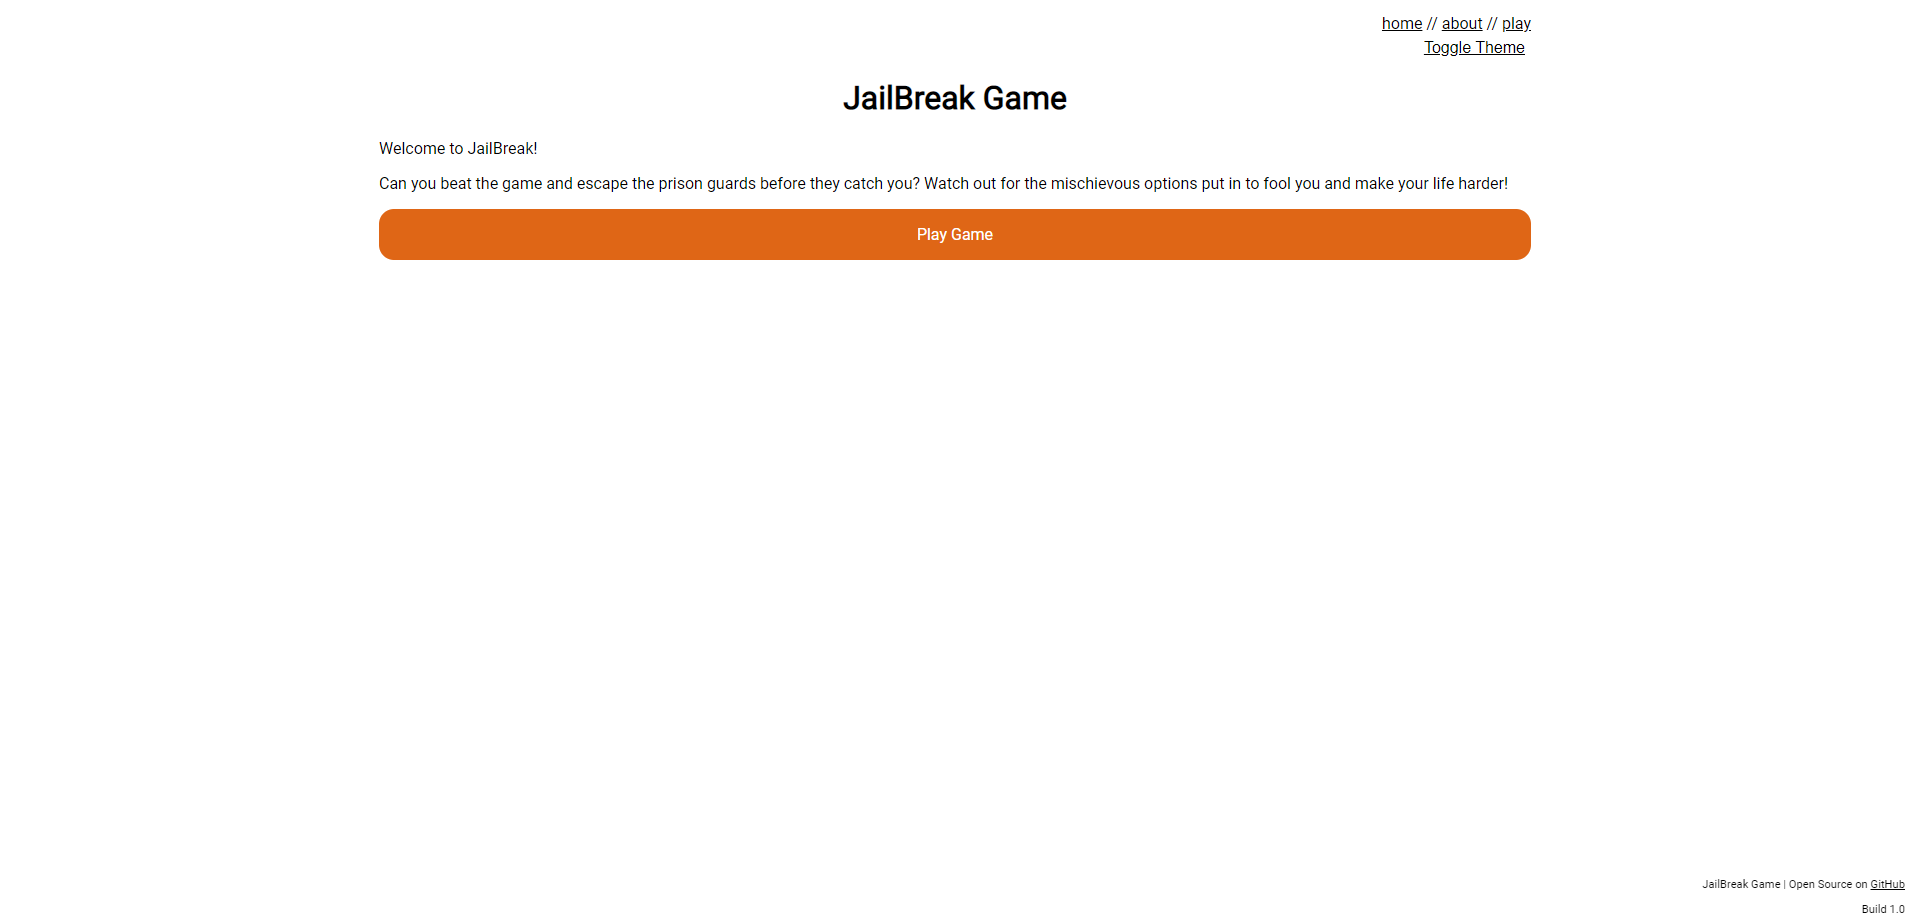 home // about // play
Toggle Theme
JailBreak Game
Welcome to JailBreak!
Can you beat the game and escape the prison guards before they catch you? Watch out for the mischievous options put in to fool you and make your life harder!
Play Game
JailBreak Game | Open Source on GitHub
Build 1.0